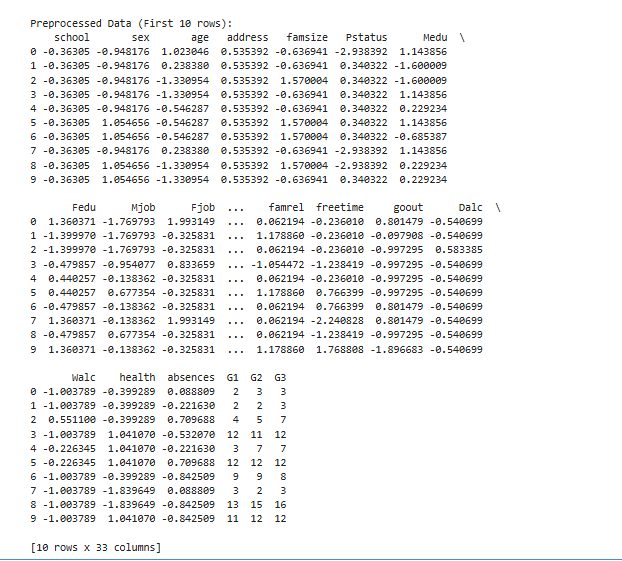 Preprocessed Data (First 10 rows):
    school       sex       age   address   famsize   Pstatus      Medu  \
0 -0.36305 -0.948176  1.023046  0.535392 -0.636941 -2.938392  1.143856
1 -0.36305 -0.948176  0.238380  0.535392 -0.636941  0.340322 -1.600009
2 -0.36305 -0.948176 -1.330954  0.535392  1.570004  0.340322 -1.600009
3 -0.36305 -0.948176 -1.330954  0.535392 -0.636941  0.340322  1.143856
4 -0.36305 -0.948176 -0.546287  0.535392 -0.636941  0.340322  0.229234
5 -0.36305  1.054656 -0.546287  0.535392  1.570004  0.340322  1.143856
6 -0.36305  1.054656 -0.546287  0.535392  1.570004  0.340322 -0.685387
7 -0.36305 -0.948176  0.238380  0.535392 -0.636941 -2.938392  1.143856
8 -0.36305  1.054656 -1.330954  0.535392  1.570004 -2.938392  0.229234
9 -0.36305  1.054656 -1.330954  0.535392 -0.636941  0.340322  0.229234
       Fedu      Mjob      Fjob  ...    famrel  freetime     goout      Dalc  \
0  1.360371 -1.769793  1.993149  ...  0.062194 -0.236010  0.801479 -0.540699
1 -1.399970 -1.769793 -0.325831  ...  1.178860 -0.236010 -0.097908 -0.540699
2 -1.399970 -1.769793 -0.325831  ...  0.062194 -0.236010 -0.997295  0.583385
3 -0.479857 -0.954077  0.833659  ... -1.054472 -1.238419 -0.997295 -0.540699
4  0.440257 -0.138362 -0.325831  ...  0.062194 -0.236010 -0.997295 -0.540699
5  0.440257  0.677354 -0.325831  ...  1.178860  0.766399 -0.997295 -0.540699
6 -0.479857 -0.138362 -0.325831  ...  0.062194  0.766399  0.801479 -0.540699
7  1.360371 -0.138362  1.993149  ...  0.062194 -2.240828  0.801479 -0.540699
8 -0.479857  0.677354 -0.325831  ...  0.062194 -1.238419 -0.997295 -0.540699
9  1.360371 -0.138362 -0.325831  ...  1.178860  1.768808 -1.896683 -0.540699
       Walc    health  absences  G1  G2  G3
0 -1.003789 -0.399289  0.088809   2   3   3
1 -1.003789 -0.399289 -0.221630   2   2   3
2  0.551100 -0.399289  0.709688   4   5   7
3 -1.003789  1.041070 -0.532070  12  11  12
4 -0.226345  1.041070 -0.221630   3   7   7
5 -0.226345  1.041070  0.709688  12  12  12
6 -1.003789 -0.399289 -0.842509   9   9   8
7 -1.003789 -1.839649  0.088809   3   2   3
8 -1.003789 -1.839649 -0.842509  13  15  16
9 -1.003789  1.041070 -0.842509  11  12  12
[10 rows x 33 columns]